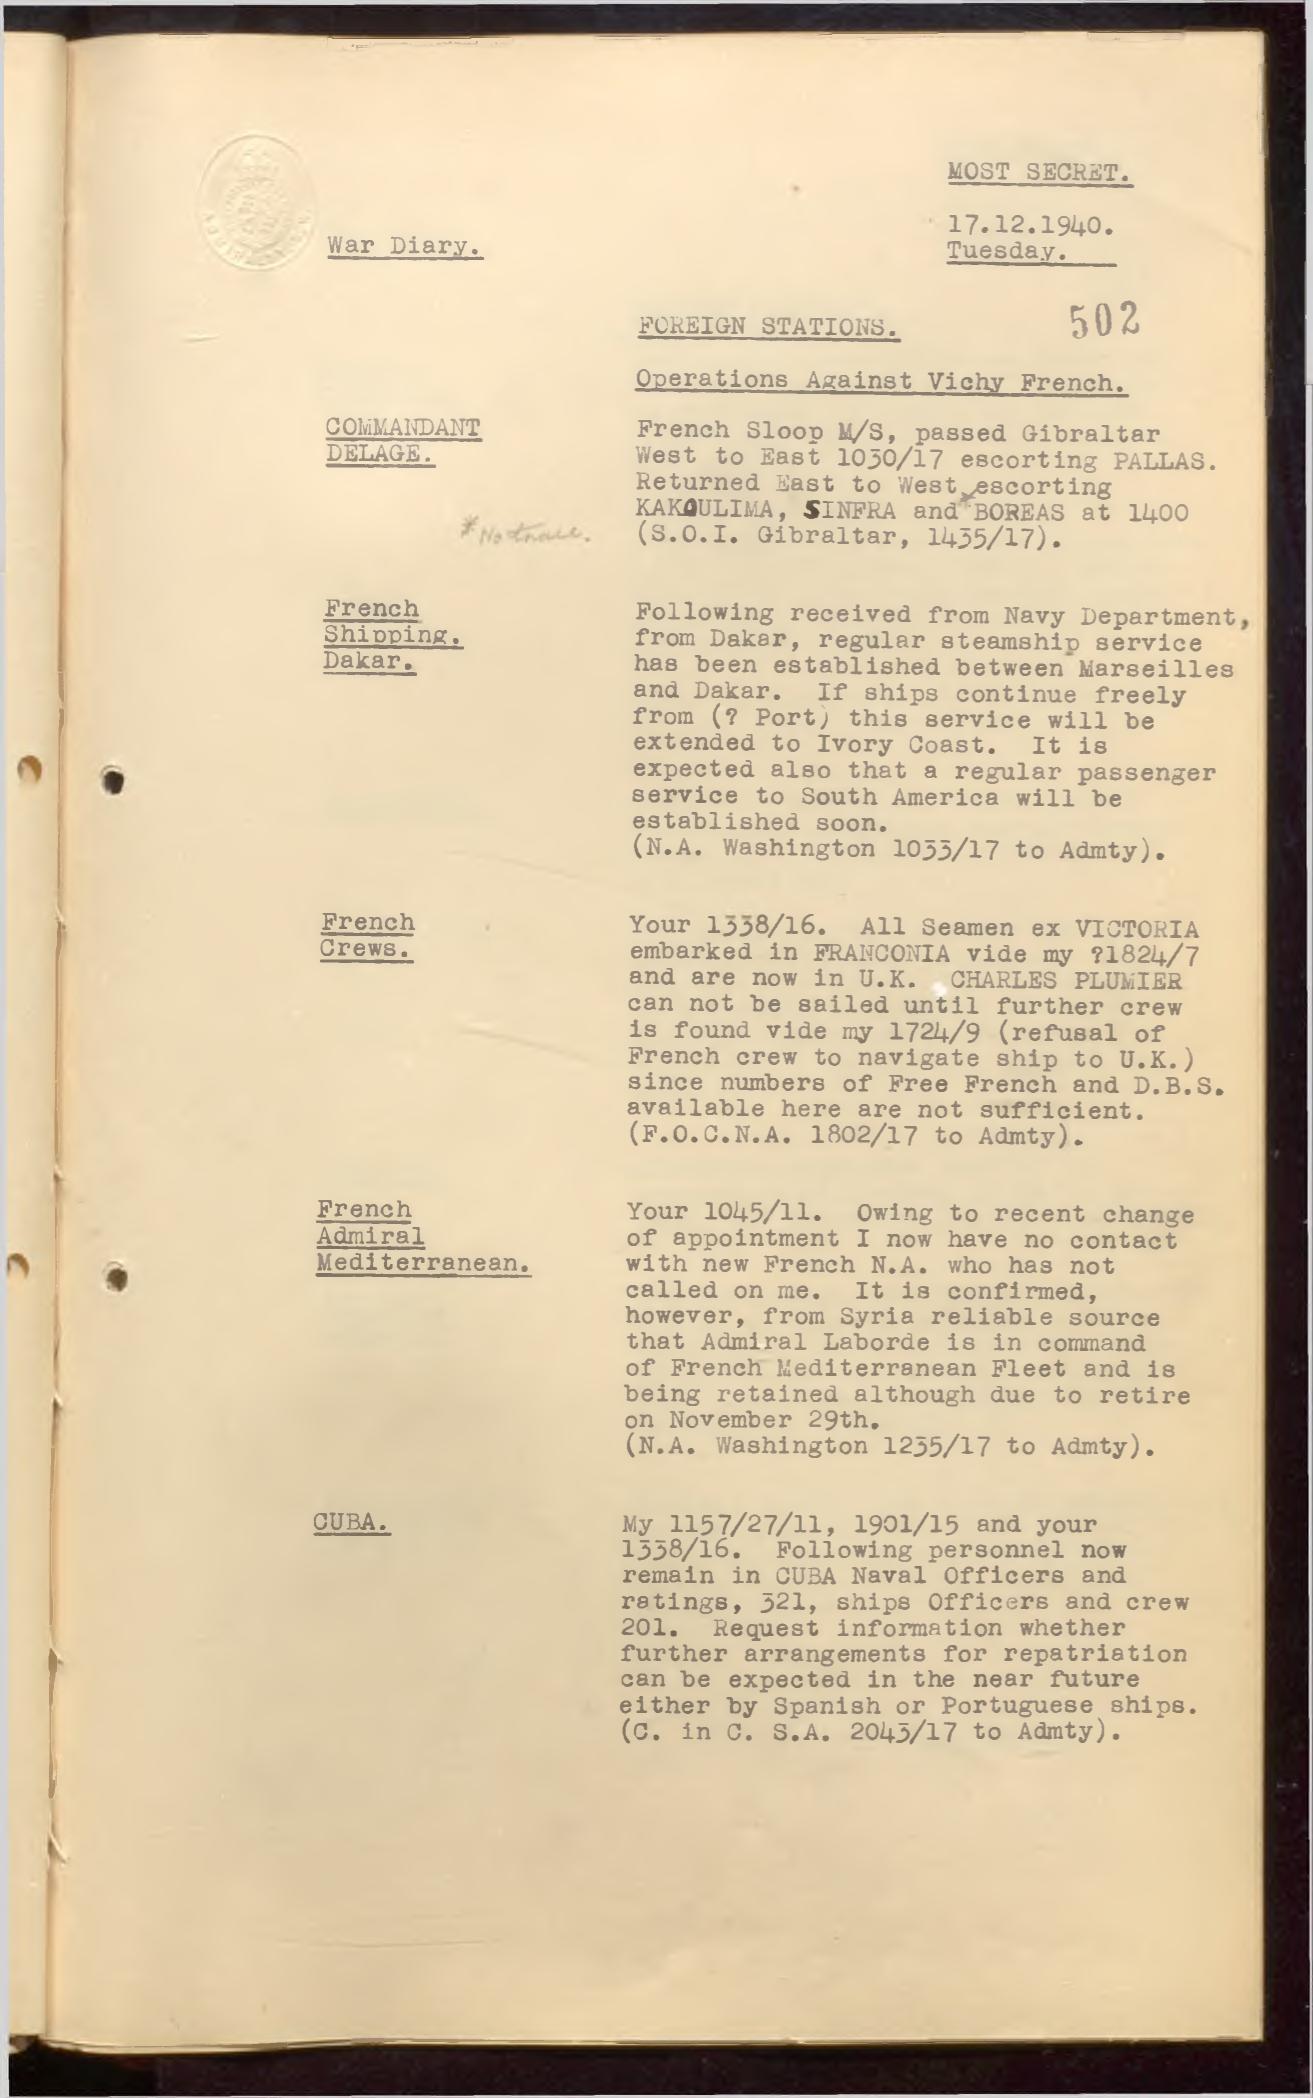 MOST SECRET.
17.12.1940.
Tuesday.
War Diary.
502
FOREIGN STATIONS.
Operations Against Vichy French.
COMMANDANT
DELAGE.
French Sloop M/S, passed Gibraltar
West to East 1030/17 escorting PALLAS.
Returned East to West escorting
KAKOULIMA, SINFRA and *BOREAS at 1400
(S.O.I. Gibraltar, 1435/17).
* No trace.
French
Shipping.
Dakar.
Following received from Navy Department,
from Dakar, regular steamship service
has been established between Marseilles
and Dakar. If ships continue freely
from (? Port) this service will be
extended to Ivory Coast. It is
expected also that a regular passenger
service to South America will be
established soon.
(N.A. Washington 1033/17 to Admty).
French
Crews.
Your 1338/16. All Seamen ex VICTORIA
embarked in FRANCONIA vide my ?1824/7
and are now in U.K. CHARLES PLUMIER
can not be sailed until further crew
is found vide my 1724/9 (refusal of
French crew to navigate ship to U.K.)
since numbers of Free French and D.B.S.
available here are not sufficient.
(F.O.C.N.A. 1802/17 to Admty).
French
Admiral
Mediterranean.
Your 1045/11. Owing to recent change
of appointment I now have no contact
with new French N.A. who has not
called on me. It is confirmed,
however, from Syria reliable source
that Admiral Laborde is in command
of French Mediterranean Fleet and is
being retained although due to retire
on November 29th.
(N.A. Washington 1235/17 to Admty).
CUBA.
My 1157/27/11, 1901/15 and your
1338/16. Following personnel now
remain in CUBA Naval Officers and
ratings, 321, ships Officers and crew
201. Request information whether
further arrangements for repatriation
can be expected in the near future
either by Spanish or Portuguese ships.
(C. in C. S.A. 2043/17 to Admty).